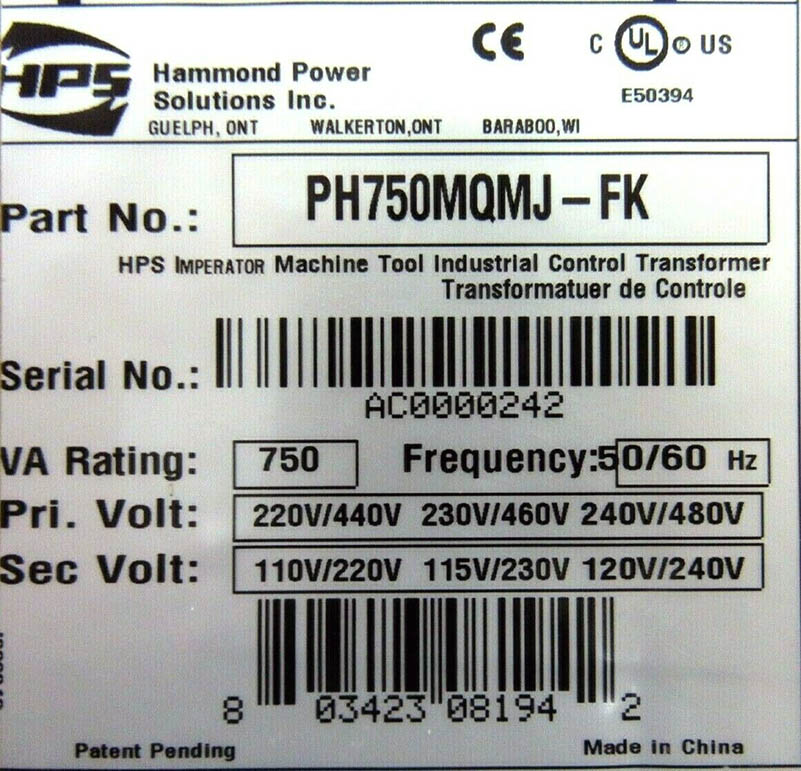 HPS
Hammond Power
Solutions Inc.
GUELPH, ONT WALKERTON,ONT BARABOO,WI
CE
C UL ® US
E50394
Part No.: PH750MQMJ-FK
HPS IMPERATOR Machine Tool Industrial Control Transformer
Transformatuer de Controle
Serial No.:
AC0000242
VA Rating: 750 Frequency:50/60 Hz
Pri. Volt: 220V/440V 230V/460V 240V/480V
Sec Volt: 110V/220V 115V/230V 120V/240V
8 03423 08194 2
Patent Pending Made in China